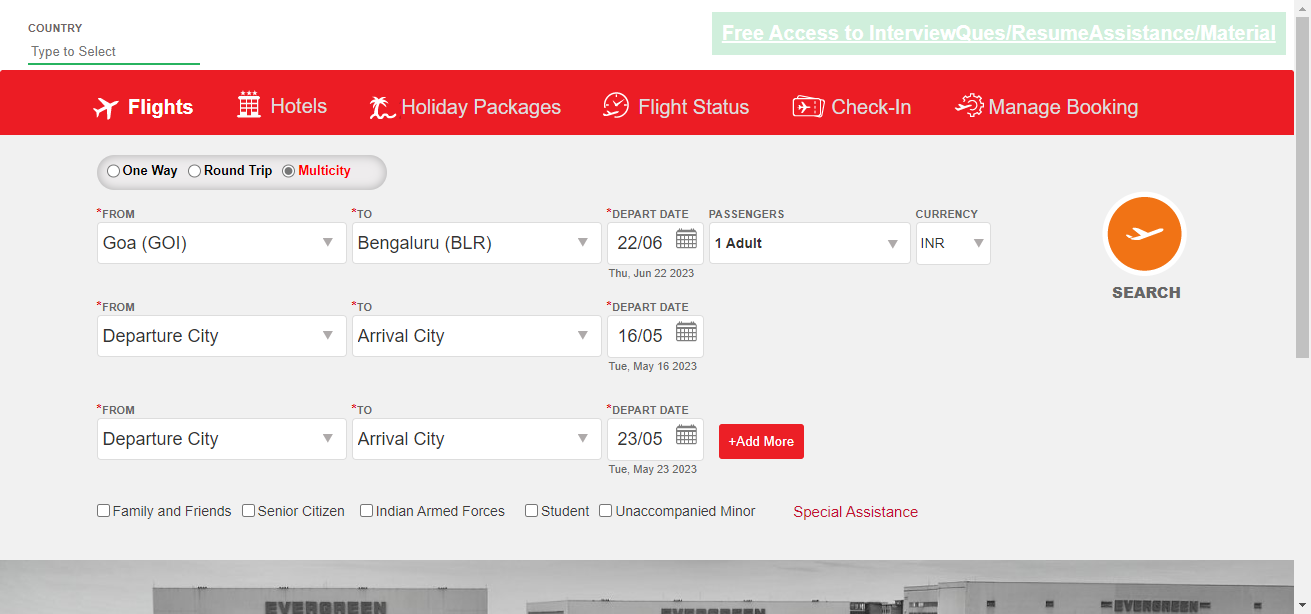 COUNTRY
Type to Select
Free Access to InterviewQues/ResumeAssistance/Material
Flights Hotels Holiday Packages Flight Status Check-In Manage Booking
One Way Round Trip Multicity
*FROM *TO *DEPART DATE PASSENGERS CURRENCY
Goa (GOI) Bengaluru (BLR) 22/06 1 Adult INR
Thu, Jun 22 2023
SEARCH
*FROM *TO *DEPART DATE
Departure City Arrival City 16/05
Tue, May 16 2023
*FROM *TO *DEPART DATE
Departure City Arrival City 23/05 +Add More
Tue, May 23 2023
Family and Friends Senior Citizen Indian Armed Forces Student Unaccompanied Minor Special Assistance
EVERGREEN EVERGREEN EVERGREEN